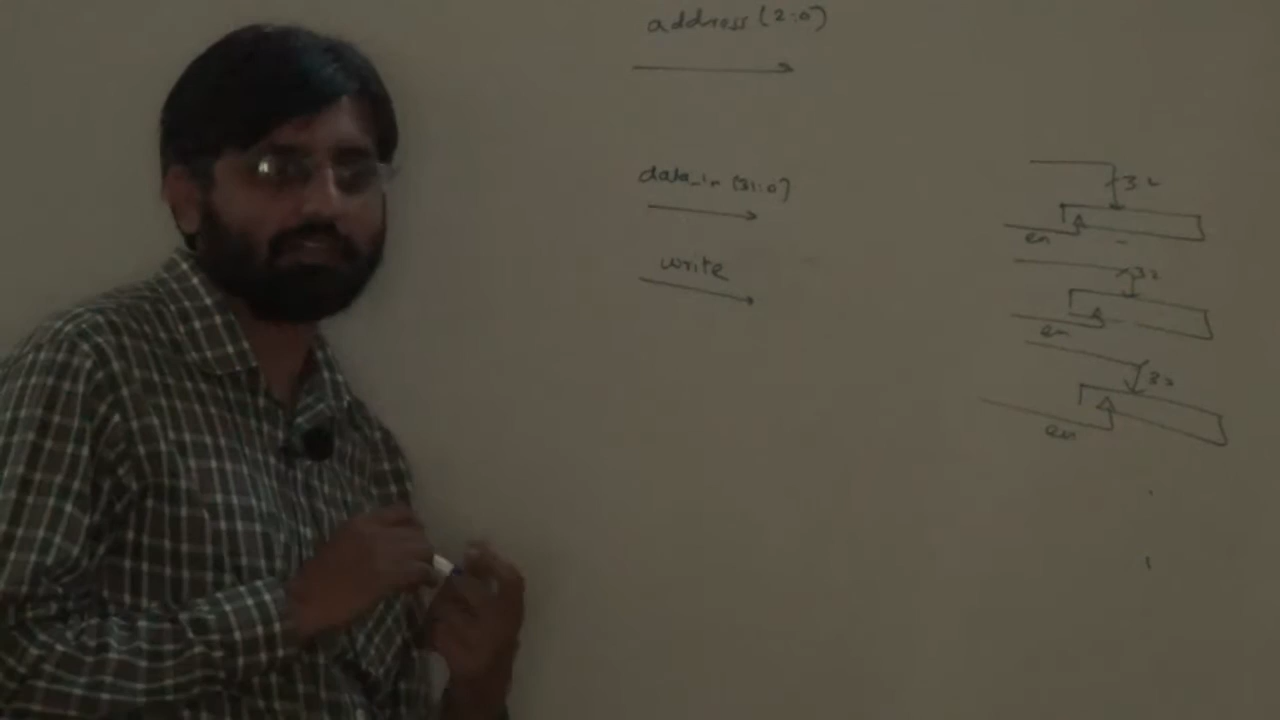 address (2:0)
data_in (31:0)
write
32
en
32
en
32
en